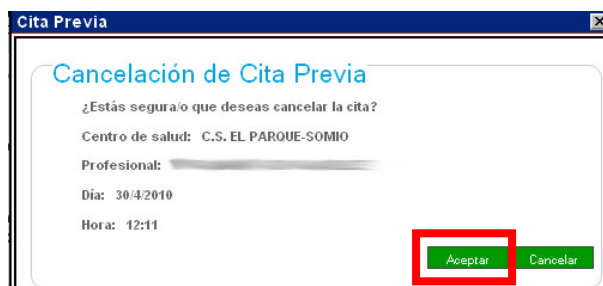 Cita Previa
Cancelación de Cita Previa
¿Estás segura/o que deseas cancelar la cita?
Centro de salud: C.S. EL PARQUE-SOMIO
Profesional:
Día: 30/4/2010
Hora: 12:11
Aceptar Cancelar